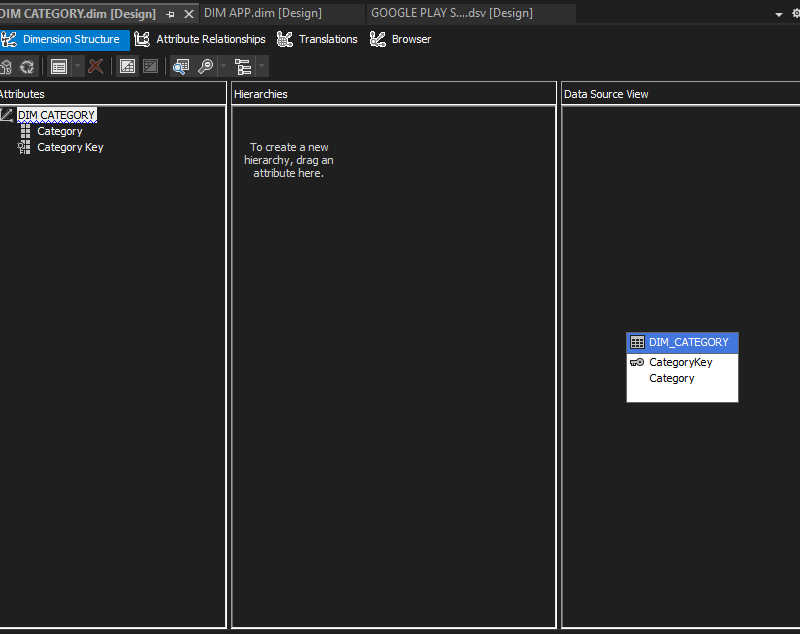 DIM CATEGORY.dim [Design]
DIM APP.dim [Design]
GOOGLE PLAY S....dsv [Design]
Dimension Structure
Attribute Relationships
Translations
Browser
Attributes
Hierarchies
Data Source View
DIM CATEGORY
Category
Category Key
To create a new
hierarchy, drag an
attribute here.
DIM_CATEGORY
CategoryKey
Category